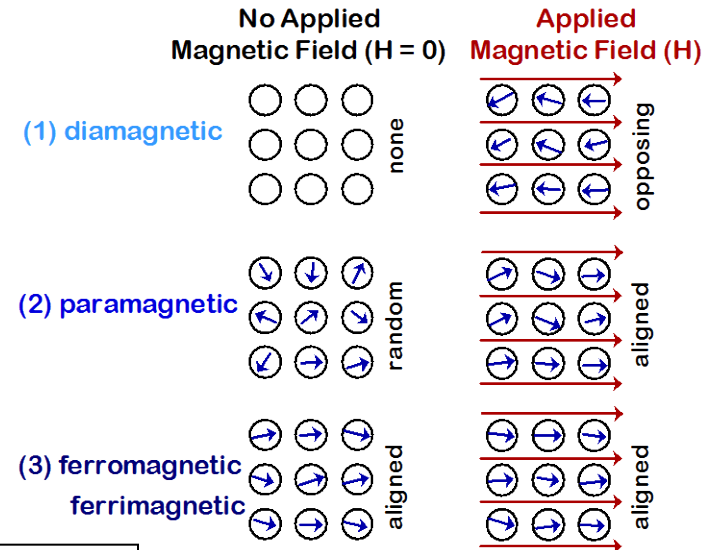 No Applied
Magnetic Field (H = 0)
Applied
Magnetic Field (H)
(1) diamagnetic
none
opposing
(2) paramagnetic
random
aligned
(3) ferromagnetic
ferrimagnetic
aligned
aligned